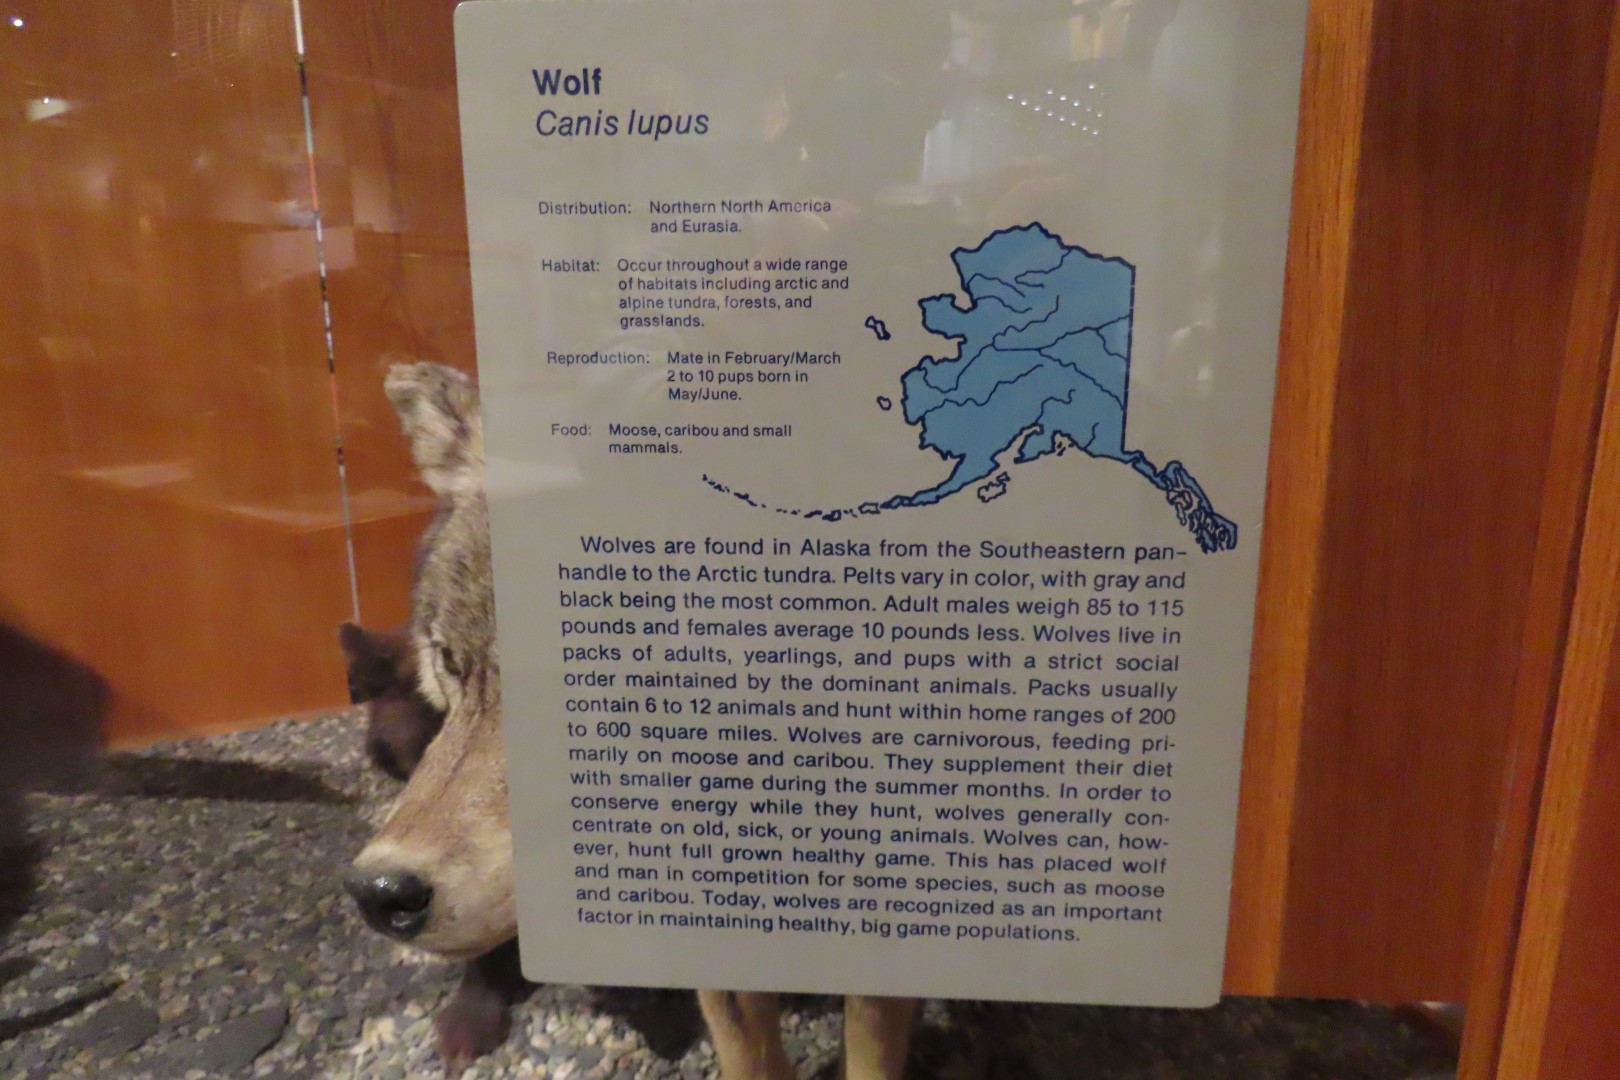 Wolf
Canis lupus
Distribution: Northern North America
and Eurasia.
Habitat: Occur throughout a wide range
of habitats including arctic and
alpine tundra, forests, and
grasslands.
Reproduction: Mate in February/March
2 to 10 pups born in
May/June.
Food: Moose, caribou and small
mammals.
Wolves are found in Alaska from the Southeastern pan-
handle to the Arctic tundra. Pelts vary in color, with gray and
black being the most common. Adult males weigh 85 to 115
pounds and females average 10 pounds less. Wolves live in
packs of adults, yearlings, and pups with a strict social
order maintained by the dominant animals. Packs usually
contain 6 to 12 animals and hunt within home ranges of 200
to 600 square miles. Wolves are carnivorous, feeding pri-
marily on moose and caribou. They supplement their diet
with smaller game during the summer months. In order to
conserve energy while they hunt, wolves generally con-
centrate on old, sick, or young animals. Wolves can, how-
ever, hunt full grown healthy game. This has placed wolf
and man in competition for some species, such as moose
and caribou. Today, wolves are recognized as an important
factor in maintaining healthy, big game populations.